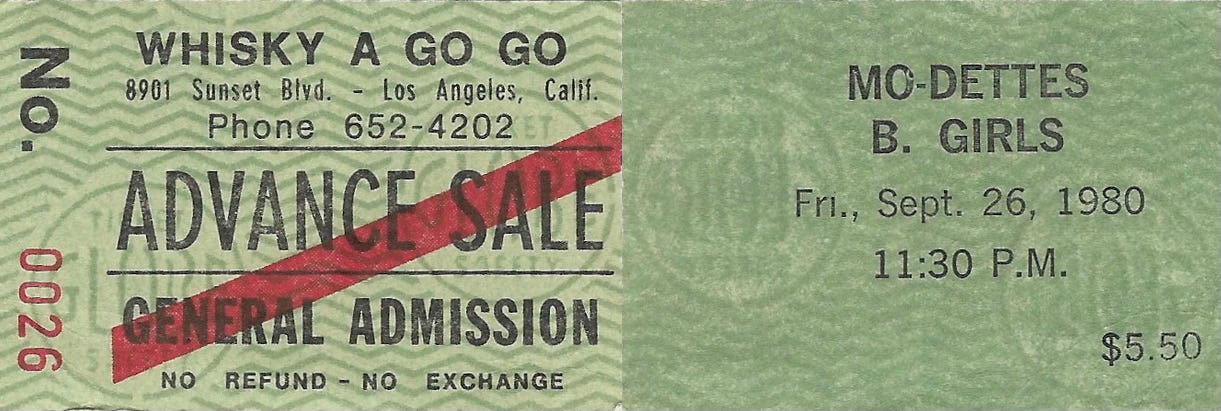 No. 0026
WHISKY A GO GO
8901 Sunset Blvd. - Los Angeles, Calif.
Phone 652-4202
ADVANCE SALE
GENERAL ADMISSION
NO REFUND - NO EXCHANGE
MO-DETTES
B. GIRLS
Fri., Sept. 26, 1980
11:30 P.M.
$5.50